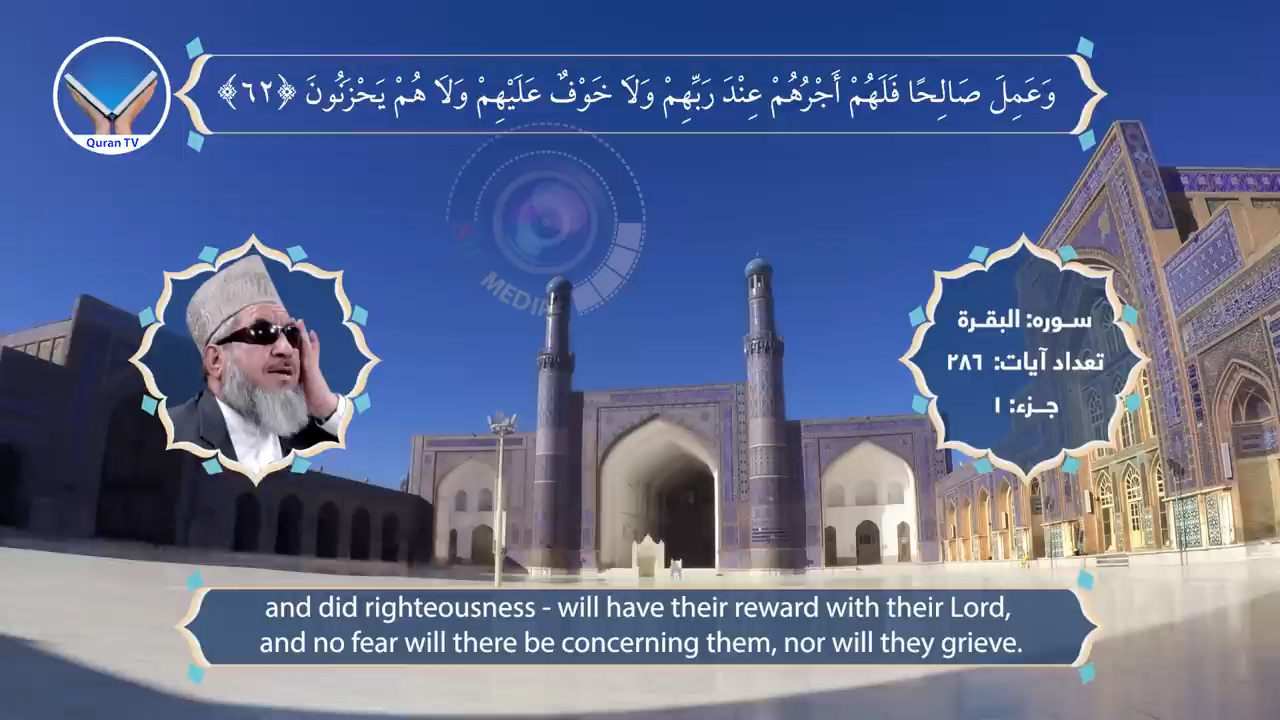 وَعَمِلَ صَالِحًا فَلَهُمْ أَجْرُهُمْ عِنْدَ رَبِّهِمْ وَلَا خَوْفٌ عَلَيْهِمْ وَلَا هُمْ يَحْزَنُونَ ﴿٦٢﴾
Quran TV
MEDIA
سوره: البقرة
تعداد آیات: ٢٨٦
جزء: ١
and did righteousness - will have their reward with their Lord,
and no fear will there be concerning them, nor will they grieve.